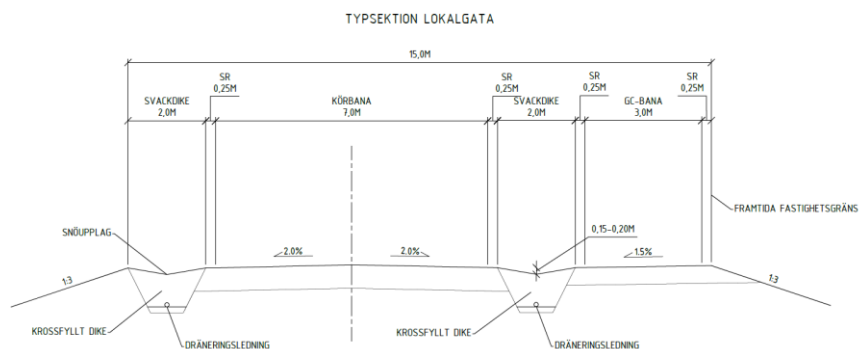 TYPSEKTION LOKALGATA
15,0M
SR
0,25M
SVACKDIKE
2,0M
KÖRBANA
7,0M
SR
0,25M
SVACKDIKE
2,0M
SR
0,25M
GC-BANA
3,0M
SR
0,25M
FRAMTIDA FASTIGHETSGRÄNS
SNÖUPPLAG
0,15-0,20M
2.0%
2.0%
1.5%
1:3
1:3
KROSSFYLLT DIKE
KROSSFYLLT DIKE
DRÄNERINGSLEDNING
DRÄNERINGSLEDNING